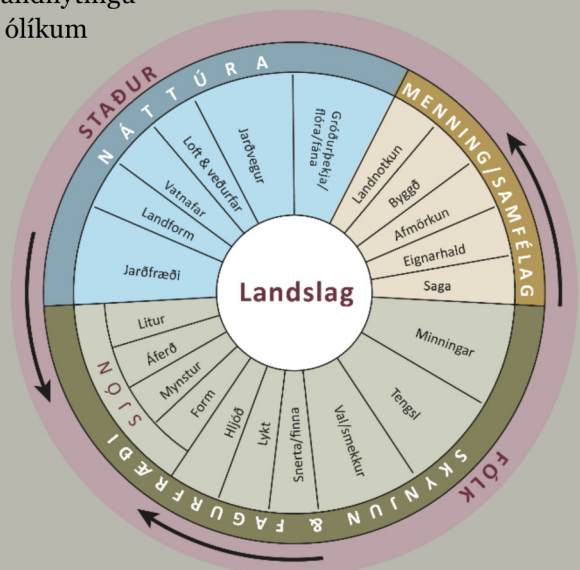 ólíkum
STAÐUR
NÁTTÚRA
Jarðfræði
Landform
Vatnafar
Loft & veðurfar
Jarðvegur
Gróðurþekja/
flóra/fána
MENNING/SAMFÉLAG
Landnotkun
Byggð
Afmörkun
Eignarhald
Saga
Landslag
FÓLK
SKYNJUN & FAGURFRÆÐI
Minningar
Tengsl
Val/smekkur
Snerta/finna
Lykt
Hljóð
SJÓN
Form
Mynstur
Áferð
Litur